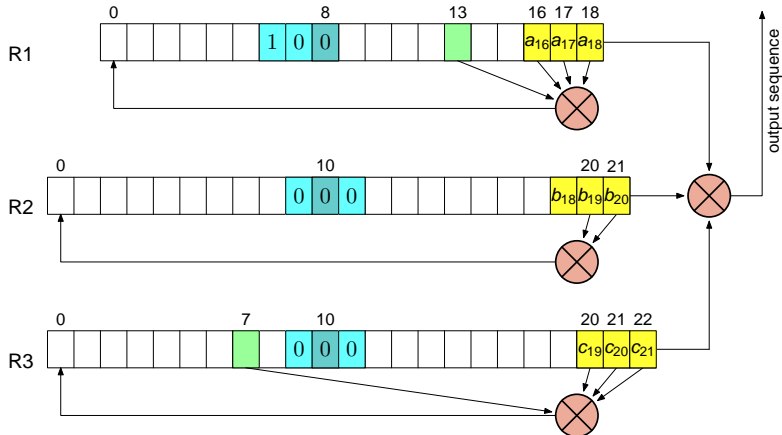 0 8 13 16 17 18
R1 1 0 0 a16 a17 a18
0 10 20 21
R2 0 0 0 b18 b19 b20
0 7 10 20 21 22
R3 0 0 0 c19 c20 c21
output sequence